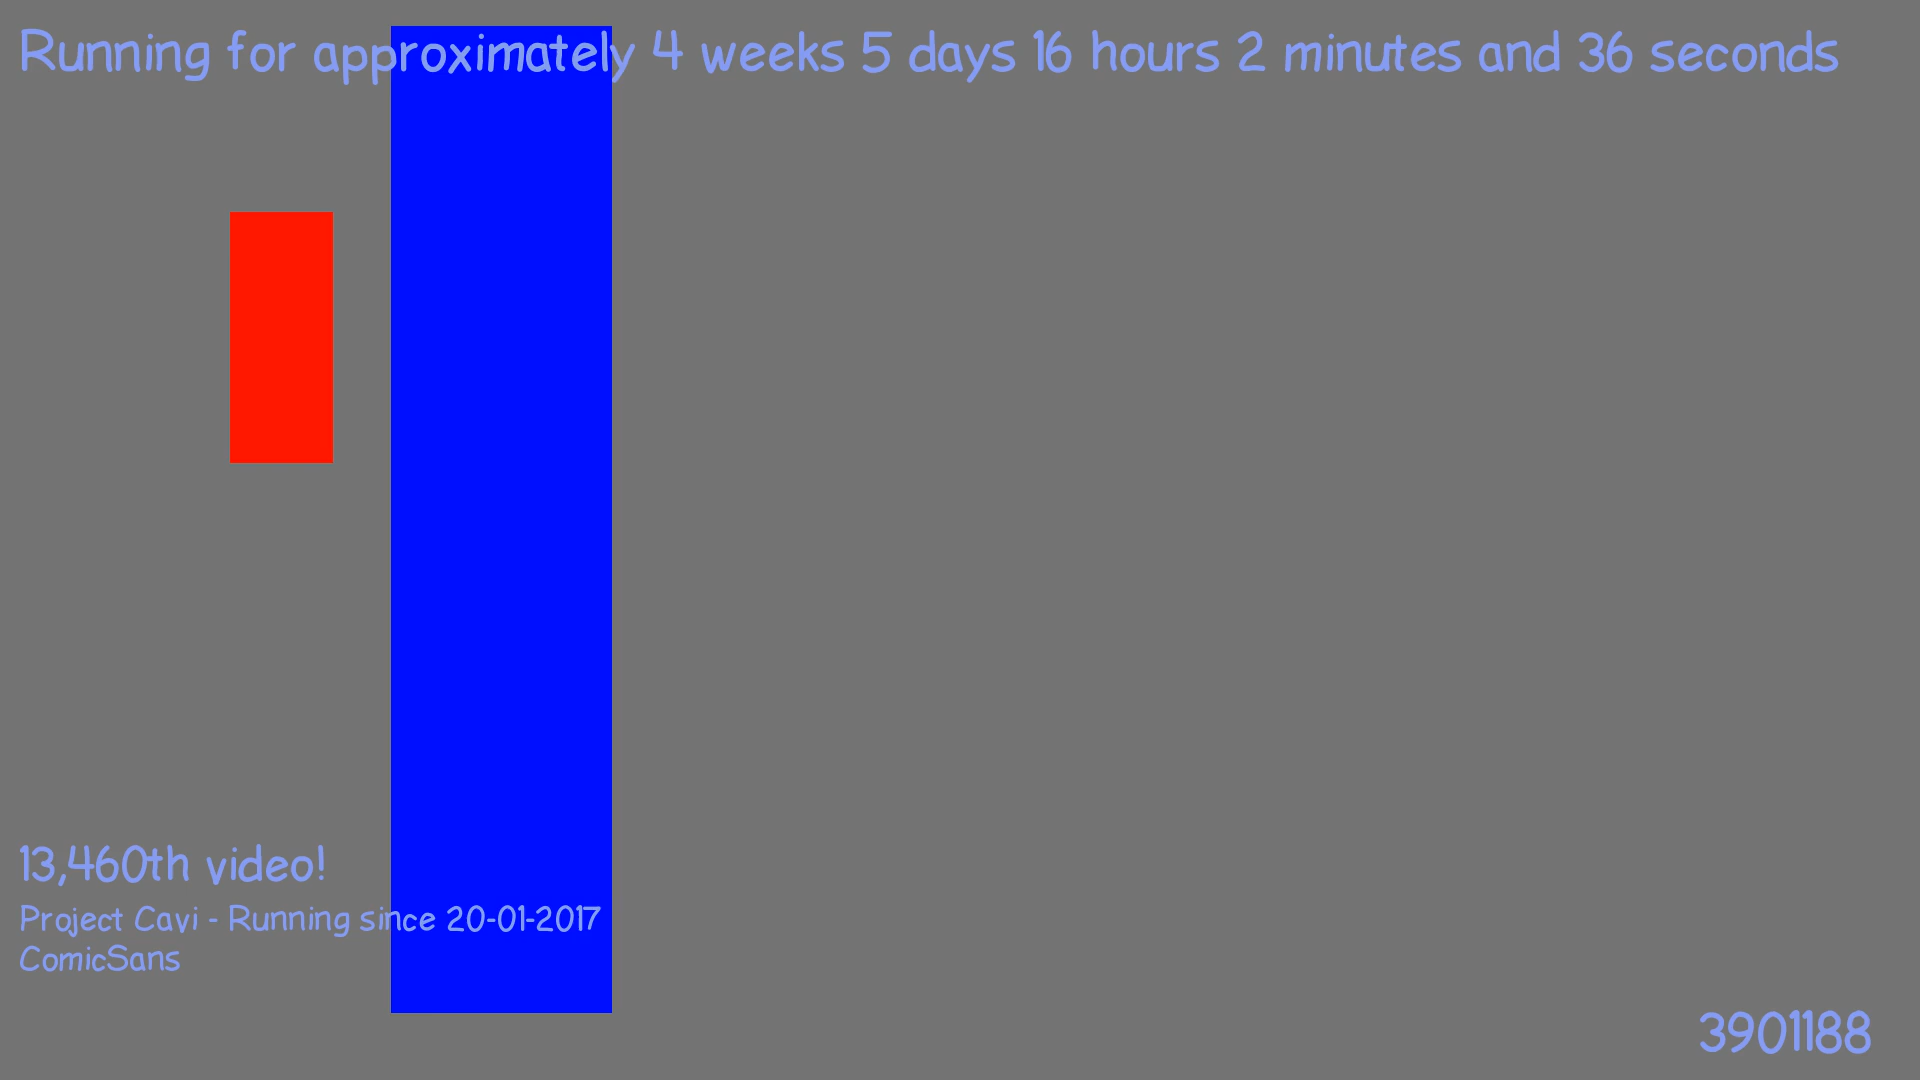 Running for approximately 4 weeks 5 days 16 hours 2 minutes and 36 seconds
13,460th video!
Project Cavi - Running since 20-01-2017
ComicSans
3901188